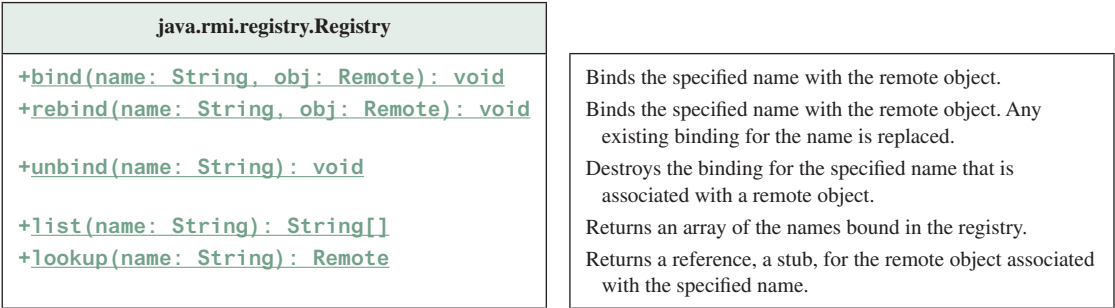 java.rmi.registry.Registry
+bind(name: String, obj: Remote): void
Binds the specified name with the remote object.
+rebind(name: String, obj: Remote): void
Binds the specified name with the remote object. Any
existing binding for the name is replaced.
+unbind(name: String): void
Destroys the binding for the specified name that is
associated with a remote object.
+list(name: String): String[]
Returns an array of the names bound in the registry.
+lookup(name: String): Remote
Returns a reference, a stub, for the remote object associated
with the specified name.